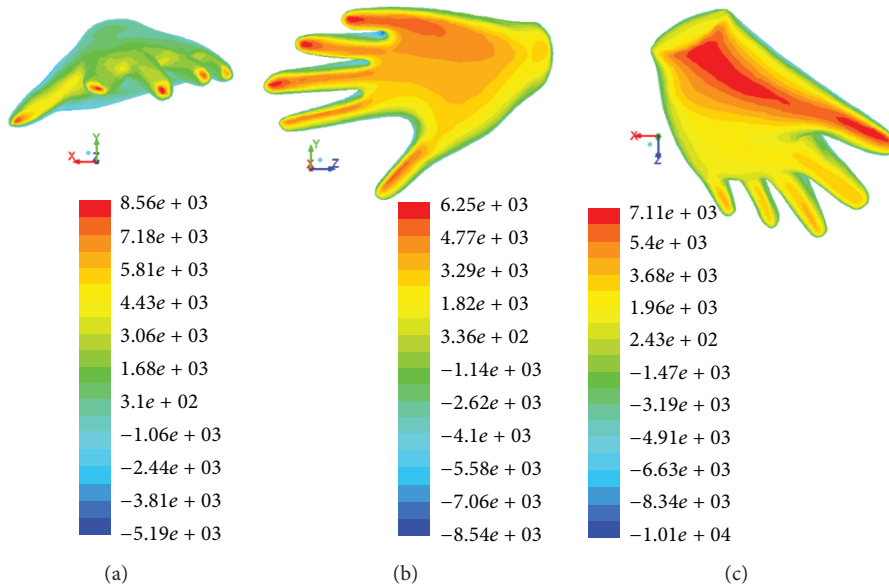 X Y Z
Y X Z
X Z
8.56e + 03
7.18e + 03
5.81e + 03
4.43e + 03
3.06e + 03
1.68e + 03
3.1e + 02
−1.06e + 03
−2.44e + 03
−3.81e + 03
−5.19e + 03
(a)
6.25e + 03
4.77e + 03
3.29e + 03
1.82e + 03
3.36e + 02
−1.14e + 03
−2.62e + 03
−4.1e + 03
−5.58e + 03
−7.06e + 03
−8.54e + 03
(b)
7.11e + 03
5.4e + 03
3.68e + 03
1.96e + 03
2.43e + 02
−1.47e + 03
−3.19e + 03
−4.91e + 03
−6.63e + 03
−8.34e + 03
−1.01e + 04
(c)